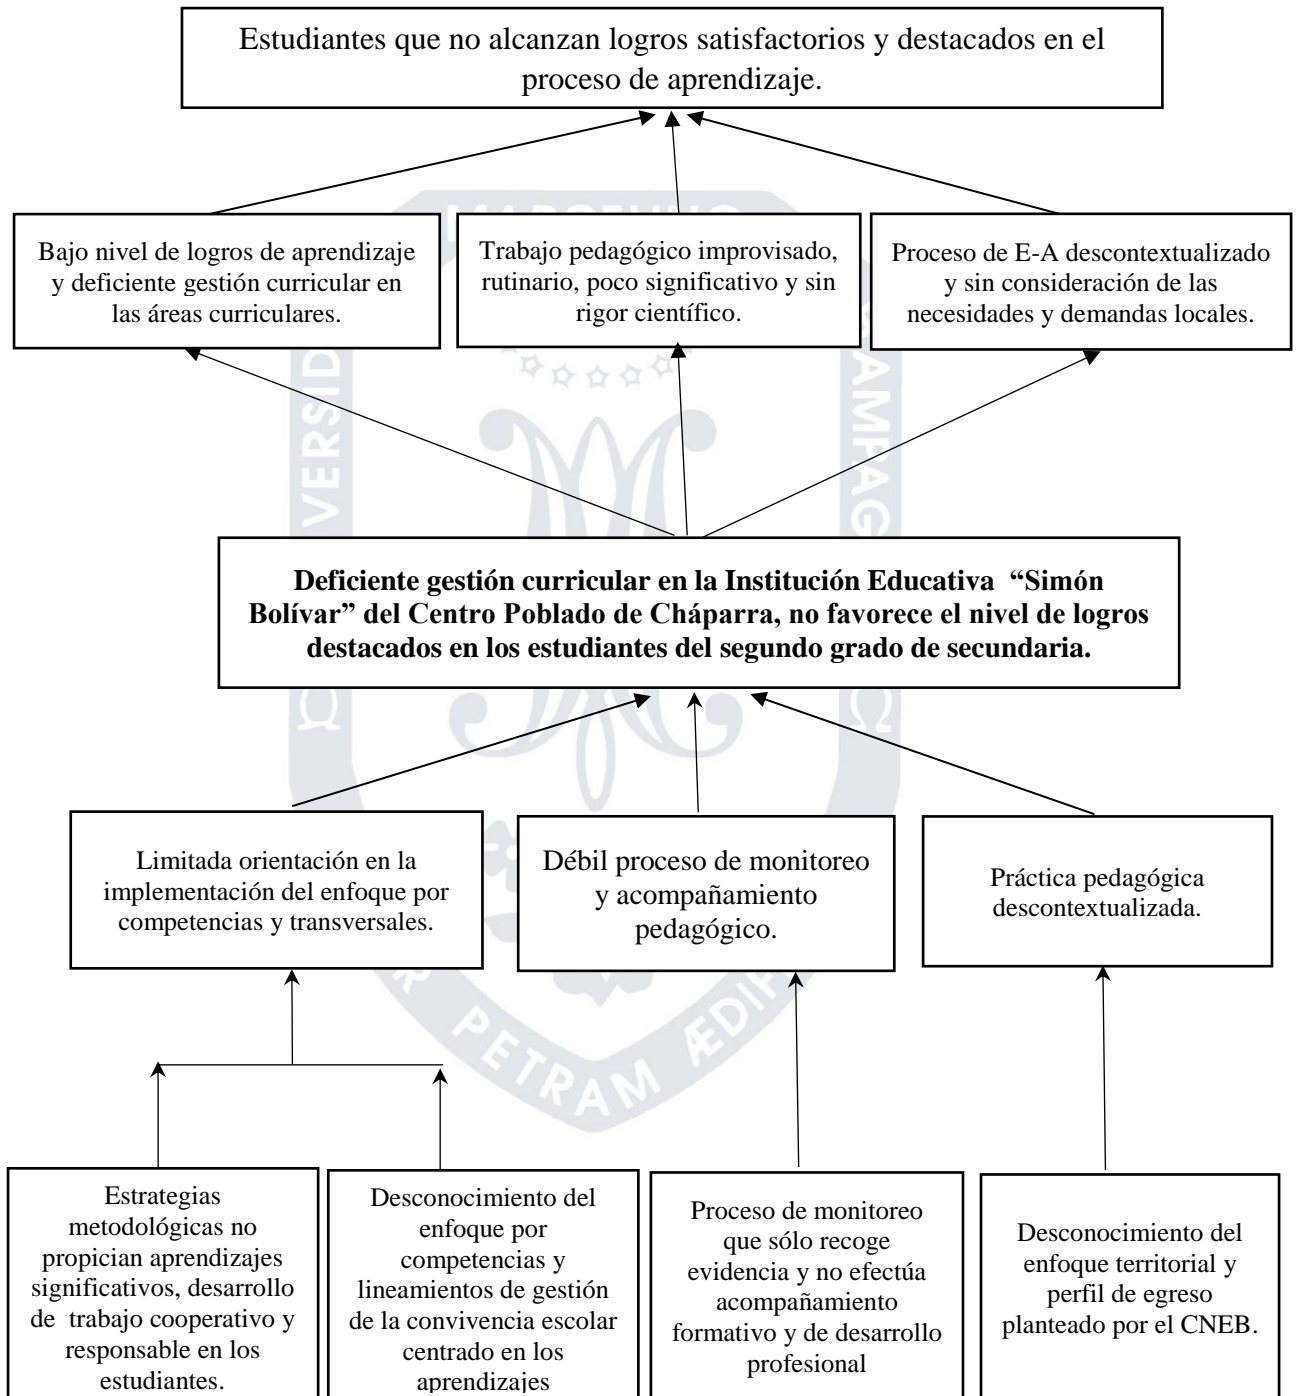 Estudiantes que no alcanzan logros satisfactorios y destacados en el
proceso de aprendizaje.
Bajo nivel de logros de aprendizaje
y deficiente gestión curricular en
las áreas curriculares.
Trabajo pedagógico improvisado,
rutinario, poco significativo y sin
rigor científico.
Proceso de E-A descontextualizado
y sin consideración de las
necesidades y demandas locales.
Deficiente gestión curricular en la Institución Educativa “Simón
Bolívar” del Centro Poblado de Cháparra, no favorece el nivel de logros
destacados en los estudiantes del segundo grado de secundaria.
Limitada orientación en la
implementación del enfoque por
competencias y transversales.
Débil proceso de monitoreo
y acompañamiento
pedagógico.
Práctica pedagógica
descontextualizada.
Estrategias
metodológicas no
propician aprendizajes
significativos, desarrollo
de trabajo cooperativo y
responsable en los
estudiantes.
Desconocimiento del
enfoque por
competencias y
lineamientos de gestión
de la convivencia escolar
centrado en los
aprendizajes
Proceso de monitoreo
que sólo recoge
evidencia y no efectúa
acompañamiento
formativo y de desarrollo
profesional
Desconocimiento del
enfoque territorial y
perfil de egreso
planteado por el CNEB.
PETRAM